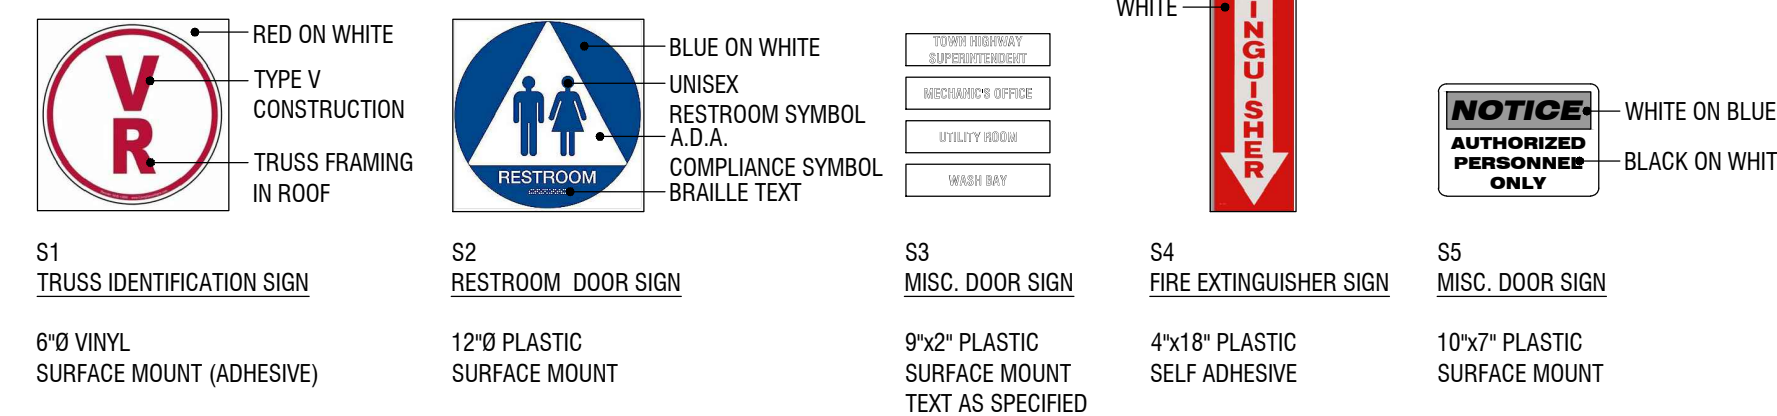 V
R
RED ON WHITE
TYPE V
CONSTRUCTION
TRUSS FRAMING
IN ROOF
S1
TRUSS IDENTIFICATION SIGN
6"Ø VINYL
SURFACE MOUNT (ADHESIVE)
RESTROOM
BLUE ON WHITE
UNISEX
RESTROOM SYMBOL
A.D.A.
COMPLIANCE SYMBOL
BRAILLE TEXT
S2
RESTROOM DOOR SIGN
12"Ø PLASTIC
SURFACE MOUNT
TOWN HIGHWAY
SUPERINTENDENT
MECHANIC'S OFFICE
UTILITY ROOM
WASH BAY
S3
MISC. DOOR SIGN
9"x2" PLASTIC
SURFACE MOUNT
TEXT AS SPECIFIED
WHITE
INGUISHER
S4
FIRE EXTINGUISHER SIGN
4"x18" PLASTIC
SELF ADHESIVE
NOTICE
AUTHORIZED
PERSONNEL
ONLY
WHITE ON BLUE
BLACK ON WHIT
S5
MISC. DOOR SIGN
10"x7" PLASTIC
SURFACE MOUNT